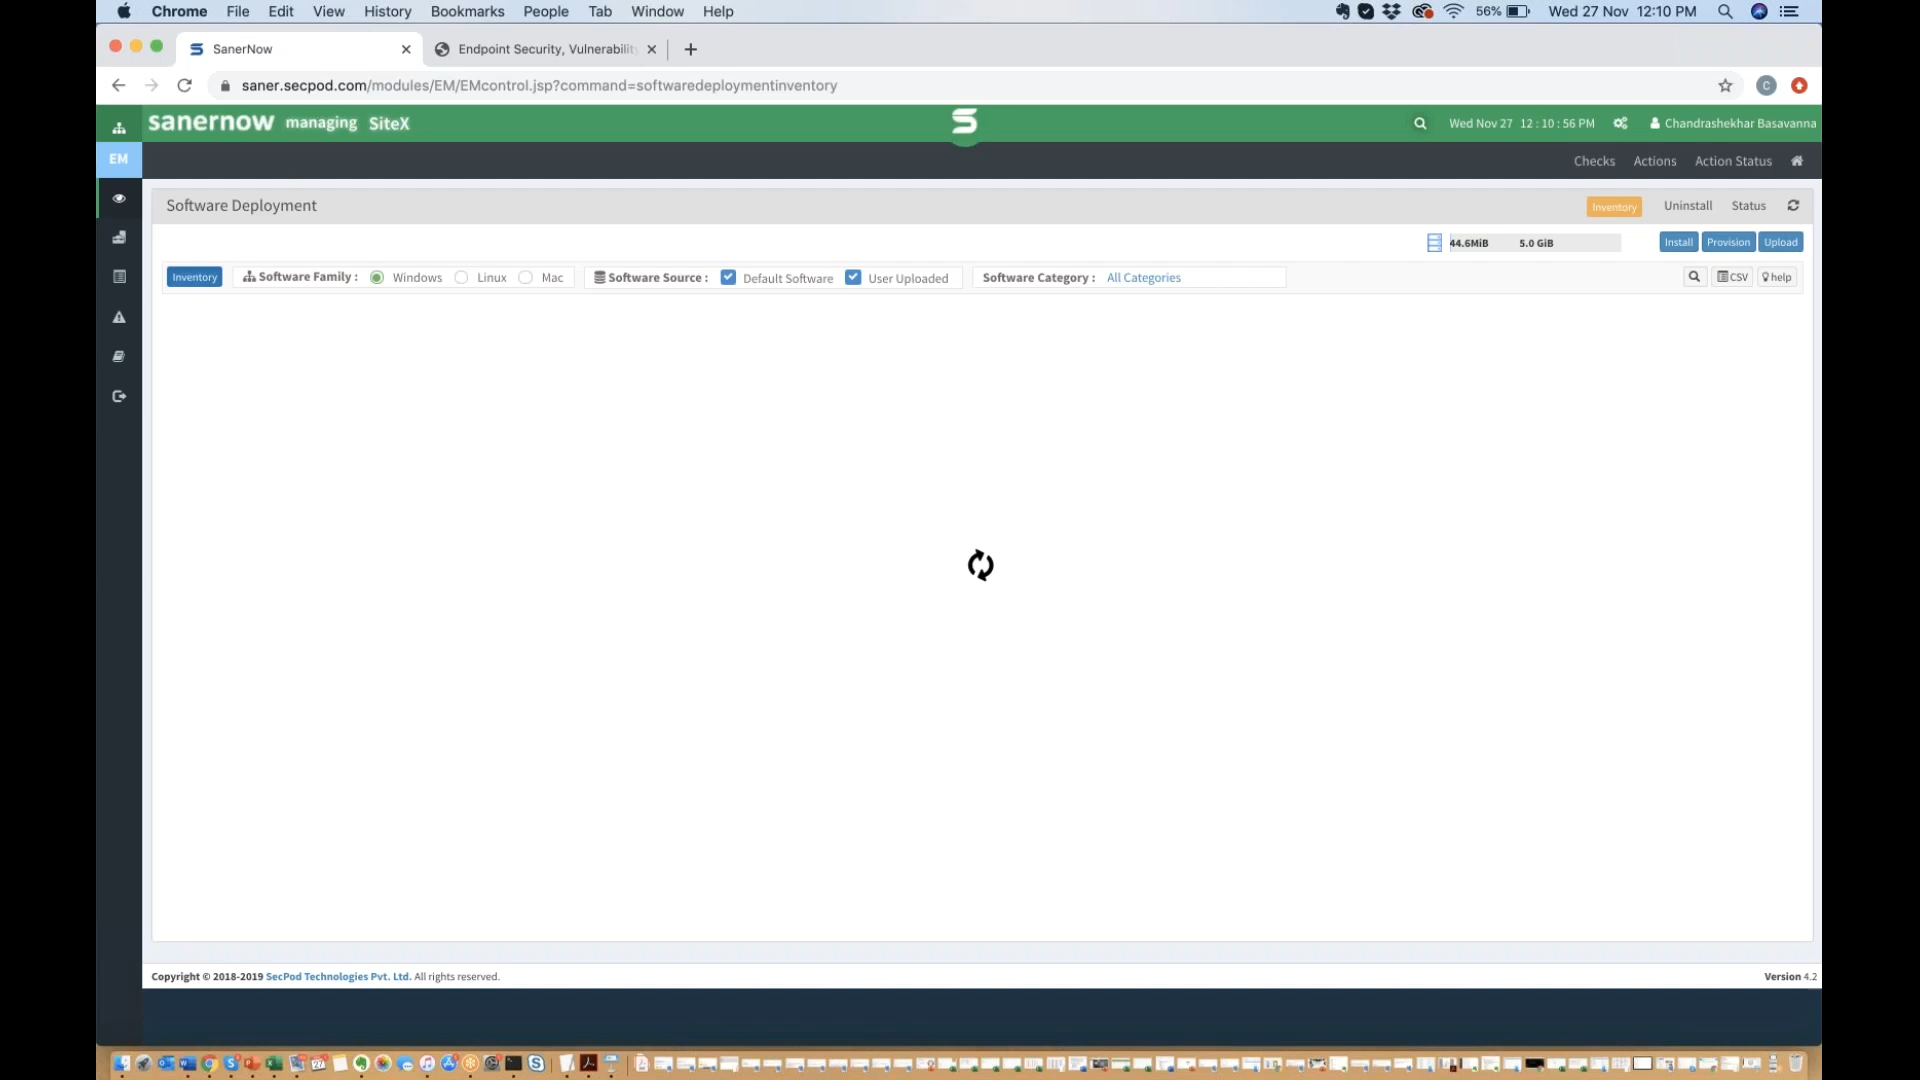 Chrome File Edit View History Bookmarks People Tab Window Help 56% Wed 27 Nov 12:10 PM
SanerNow Endpoint Security, Vulnerabilit
saner.secpod.com/modules/EM/EMcontrol.jsp?command=softwaredeploymentinventory C
sanernow managing SiteX Wed Nov 27 12 : 10 : 56 PM Chandrashekhar Basavanna
EM Checks Actions Action Status
Software Deployment Inventory Uninstall Status
44.6MiB 5.0 GiB Install Provision Upload
Inventory Software Family : Windows Linux Mac Software Source : Default Software User Uploaded Software Category : All Categories CSV help
Copyright © 2018-2019 SecPod Technologies Pvt. Ltd. All rights reserved. Version 4.2